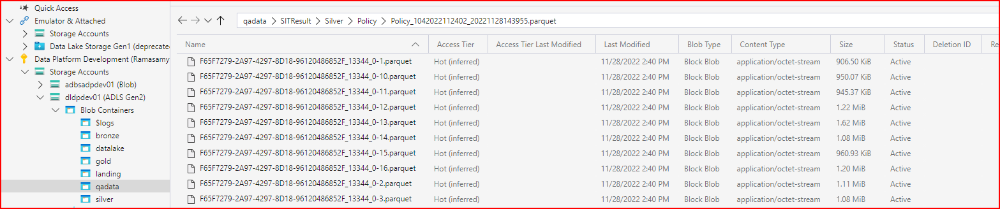 Quick Access
Emulator & Attached
Storage Accounts
Data Lake Storage Gen1 (deprecate
Data Platform Development (Ramasamy
Storage Accounts
adbsadpdev01 (Blob)
dldpdev01 (ADLS Gen2)
Blob Containers
$logs
bronze
datalake
gold
landing
qadata
silver
qadata > SITResult > Silver > Policy > Policy_1042022112402_20221128143955.parquet
Name Access Tier Access Tier Last Modified Last Modified Blob Type Content Type Size Status Deletion ID Re
F65F7279-2A97-4297-8D18-96120486852F_13344_0-1.parquet Hot (inferred) 11/28/2022 2:40 PM Block Blob application/octet-stream 906.50 KiB Active
F65F7279-2A97-4297-8D18-96120486852F_13344_0-10.parquet Hot (inferred) 11/28/2022 2:40 PM Block Blob application/octet-stream 950.07 KiB Active
F65F7279-2A97-4297-8D18-96120486852F_13344_0-11.parquet Hot (inferred) 11/28/2022 2:40 PM Block Blob application/octet-stream 945.37 KiB Active
F65F7279-2A97-4297-8D18-96120486852F_13344_0-12.parquet Hot (inferred) 11/28/2022 2:40 PM Block Blob application/octet-stream 1.22 MiB Active
F65F7279-2A97-4297-8D18-96120486852F_13344_0-13.parquet Hot (inferred) 11/28/2022 2:40 PM Block Blob application/octet-stream 1.62 MiB Active
F65F7279-2A97-4297-8D18-96120486852F_13344_0-14.parquet Hot (inferred) 11/28/2022 2:40 PM Block Blob application/octet-stream 1.08 MiB Active
F65F7279-2A97-4297-8D18-96120486852F_13344_0-15.parquet Hot (inferred) 11/28/2022 2:40 PM Block Blob application/octet-stream 960.93 KiB Active
F65F7279-2A97-4297-8D18-96120486852F_13344_0-16.parquet Hot (inferred) 11/28/2022 2:40 PM Block Blob application/octet-stream 1.20 MiB Active
F65F7279-2A97-4297-8D18-96120486852F_13344_0-2.parquet Hot (inferred) 11/28/2022 2:40 PM Block Blob application/octet-stream 1.11 MiB Active
F65F7279-2A97-4297-8D18-96120486852F_13344_0-3.parquet Hot (inferred) 11/28/2022 2:40 PM Block Blob application/octet-stream 1.08 MiB Active